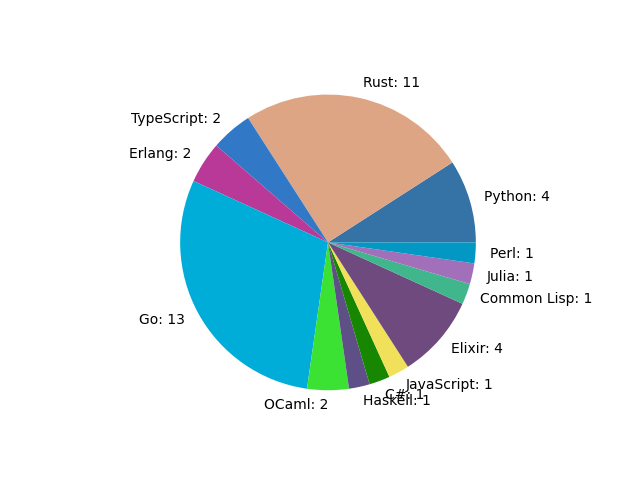 Rust: 11
TypeScript: 2
Erlang: 2
Python: 4
Perl: 1
Julia: 1
Common Lisp: 1
Go: 13
Elixir: 4
JavaScript: 1
C#: 1
Haskell: 1
OCaml: 2